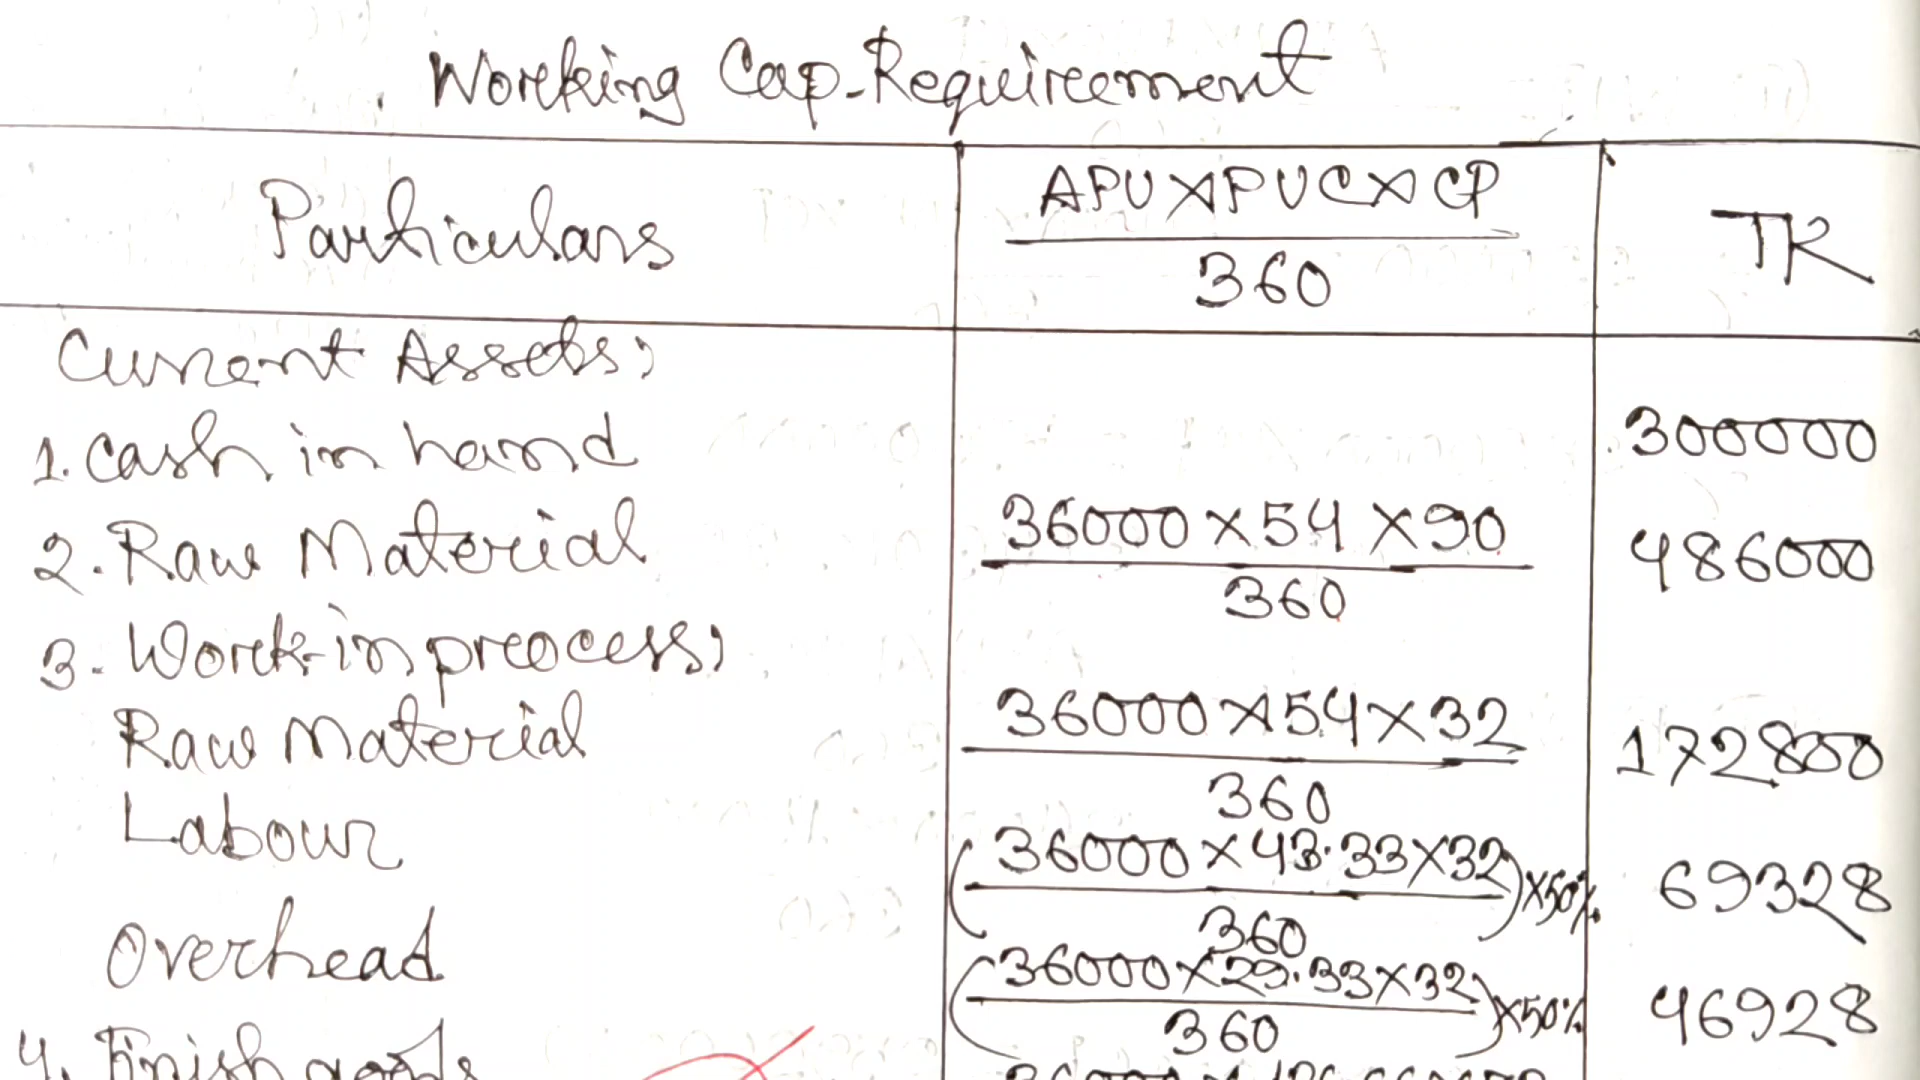 Working Cap-Requirement
Particulars APU X PUC X CP / 360 TK
Current Assets:
1. Cash in hand 300000
2. Raw Material 36000 X 54 X 90 / 360 486000
3. Work-in process:
Raw Material 36000 X 54 X 32 / 360 172800
Labour (36000 X 43.33 X 32 / 360) X 50% 69328
Overhead (36000 X 29.33 X 32 / 360) X 50% 46928
4. Finish goods